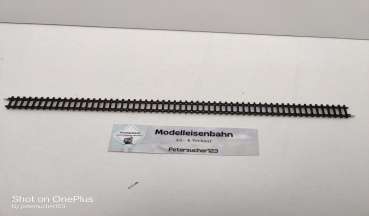 Modelleisenbahn
An- & Verkauf
Petersucher123
Shot on OnePlus
By petersucher123